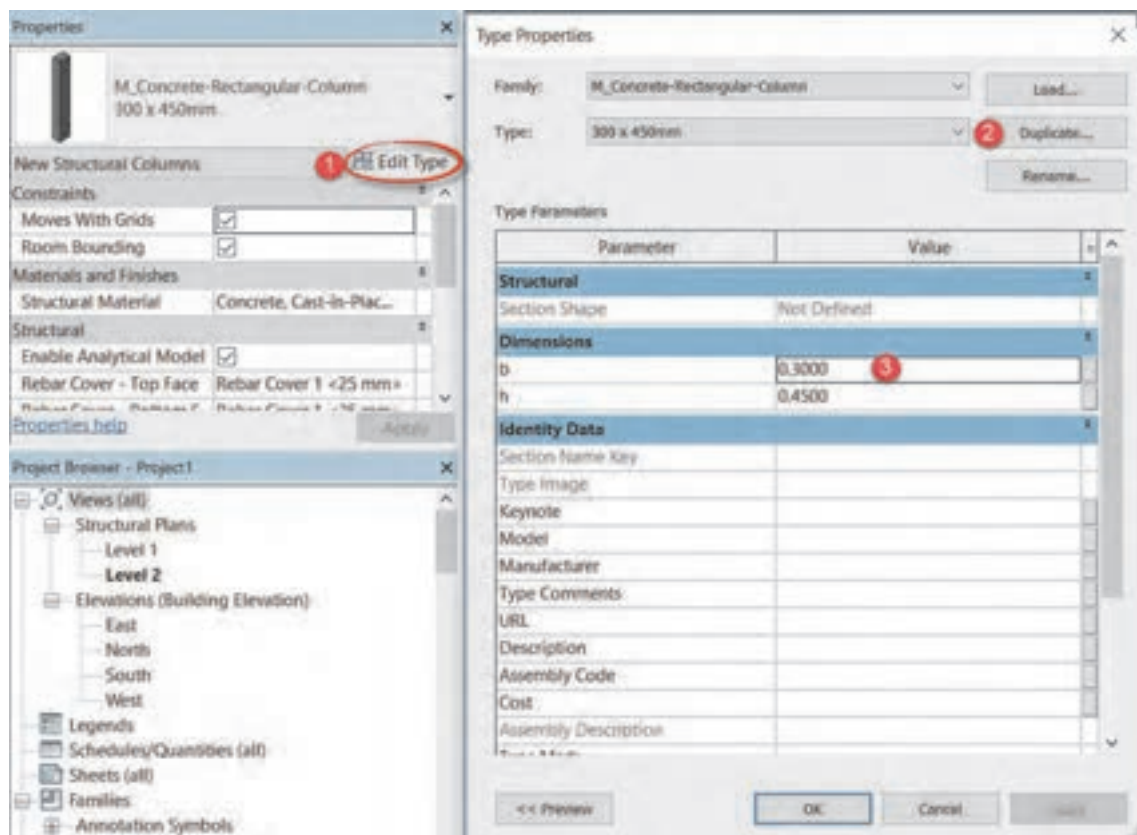 Properties
M_Concrete-Rectangular-Column
300 x 450mm
New Structural Columns
1
Edit Type
Constraints
Moves With Grids
Room Bounding
Materials and Finishes
Structural Material Concrete, Cast-in-Plac...
Structural
Enable Analytical Model
Rebar Cover - Top Face Rebar Cover 1 <25 mm>
Properties help
Apply
Project Browser - Project1
Views (all)
Structural Plans
Level 1
Level 2
Elevations (Building Elevation)
East
North
South
West
Legends
Schedules/Quantities (all)
Sheets (all)
Families
Annotation Symbols
Type Properties
Family: M_Concrete-Rectangular-Column Load...
Type: 300 x 450mm 2 Duplicate...
Rename...
Type Parameters
Parameter Value
Structural
Section Shape Not Defined
Dimensions
b 0.3000 3
h 0.4500
Identity Data
Section Name Key
Type Image
Keynote
Model
Manufacturer
Type Comments
URL
Description
Assembly Code
Cost
Assembly Description
<< Preview OK Cancel